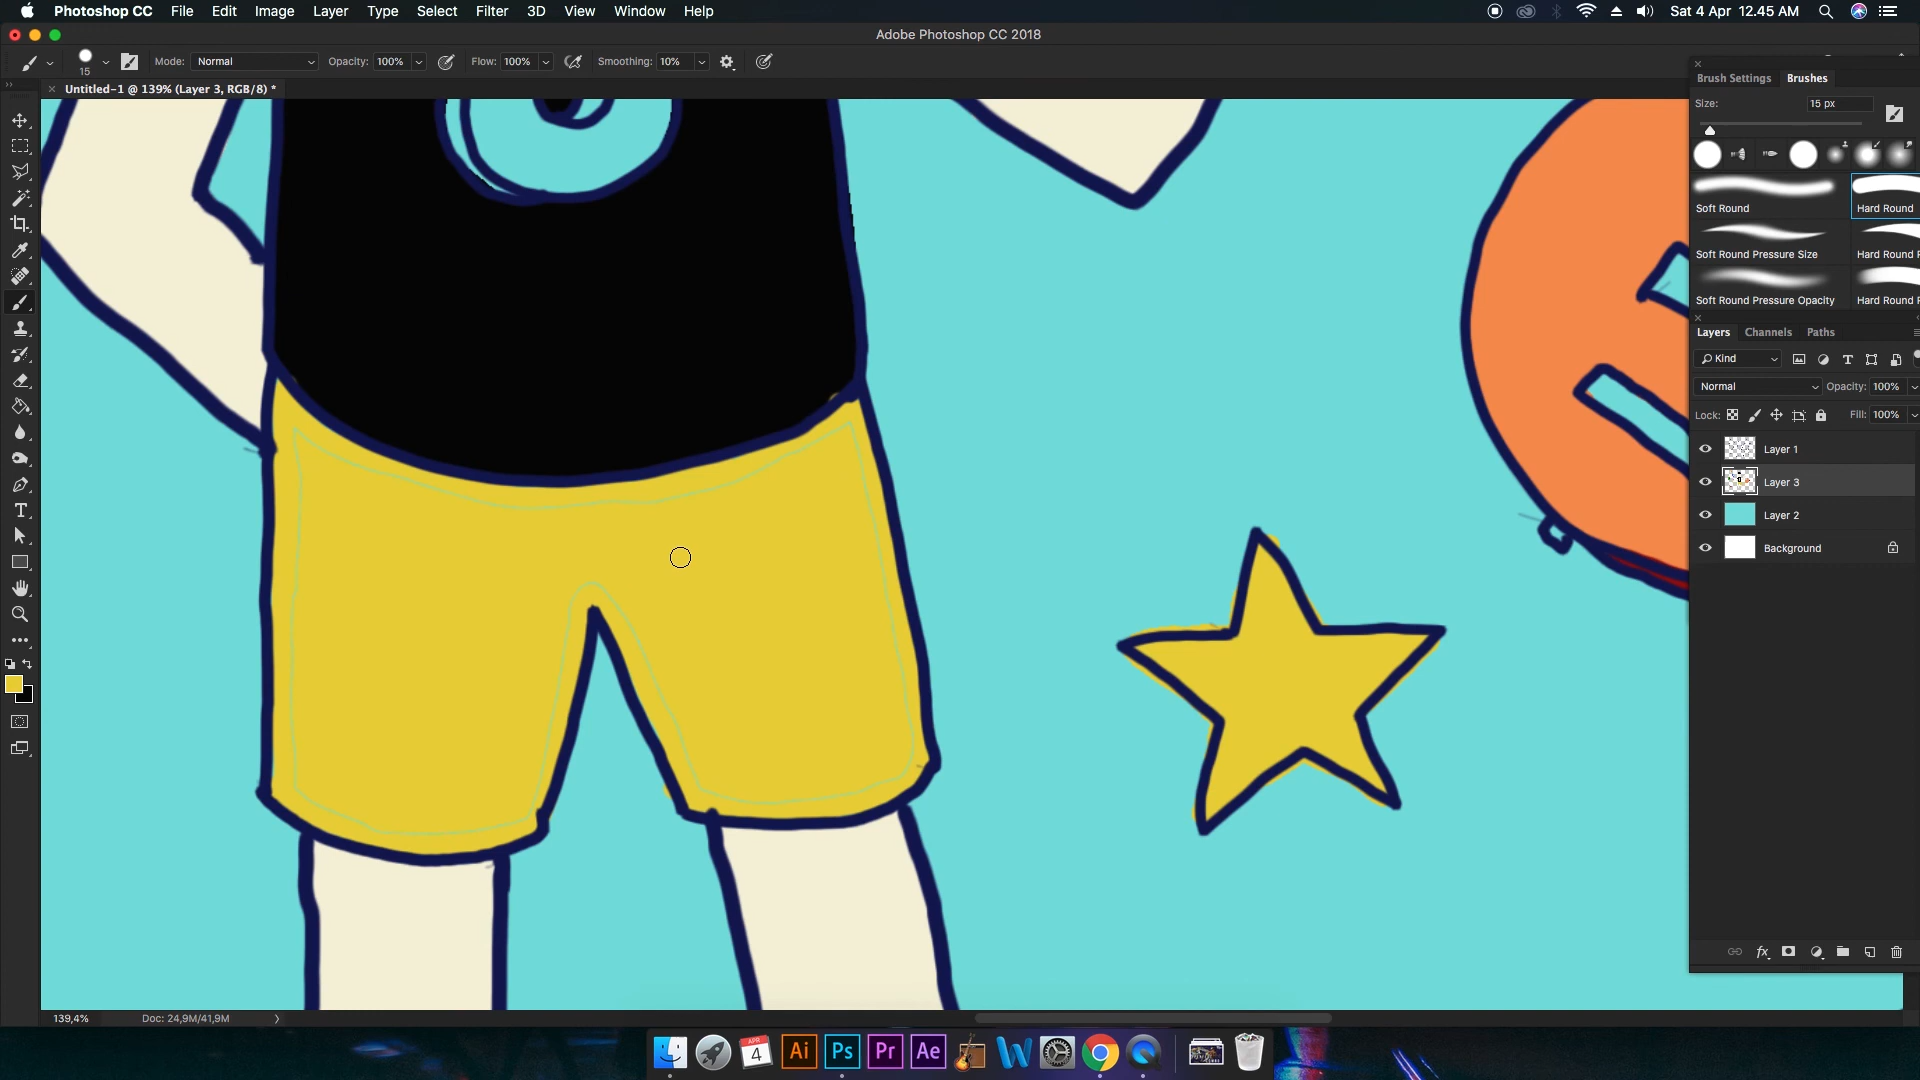 Photoshop CC File Edit Image Layer Type Select Filter 3D View Window Help Sat 4 Apr 12.45 AM
Adobe Photoshop CC 2018
15 Mode: Normal Opacity: 100% Flow: 100% Smoothing: 10%
Untitled-1 @ 139% (Layer 3, RGB/8) *
Brush Settings Brushes
Size: 15 px
Soft Round Hard Round
Soft Round Pressure Size Hard Round
Soft Round Pressure Opacity Hard Round
Layers Channels Paths
Kind
Normal Opacity: 100%
Lock: Fill: 100%
Layer 1
Layer 3
Layer 2
Background
fx
139,4% Doc: 24,9M/41,9M
APR
4 Ai Ps Pr Ae W